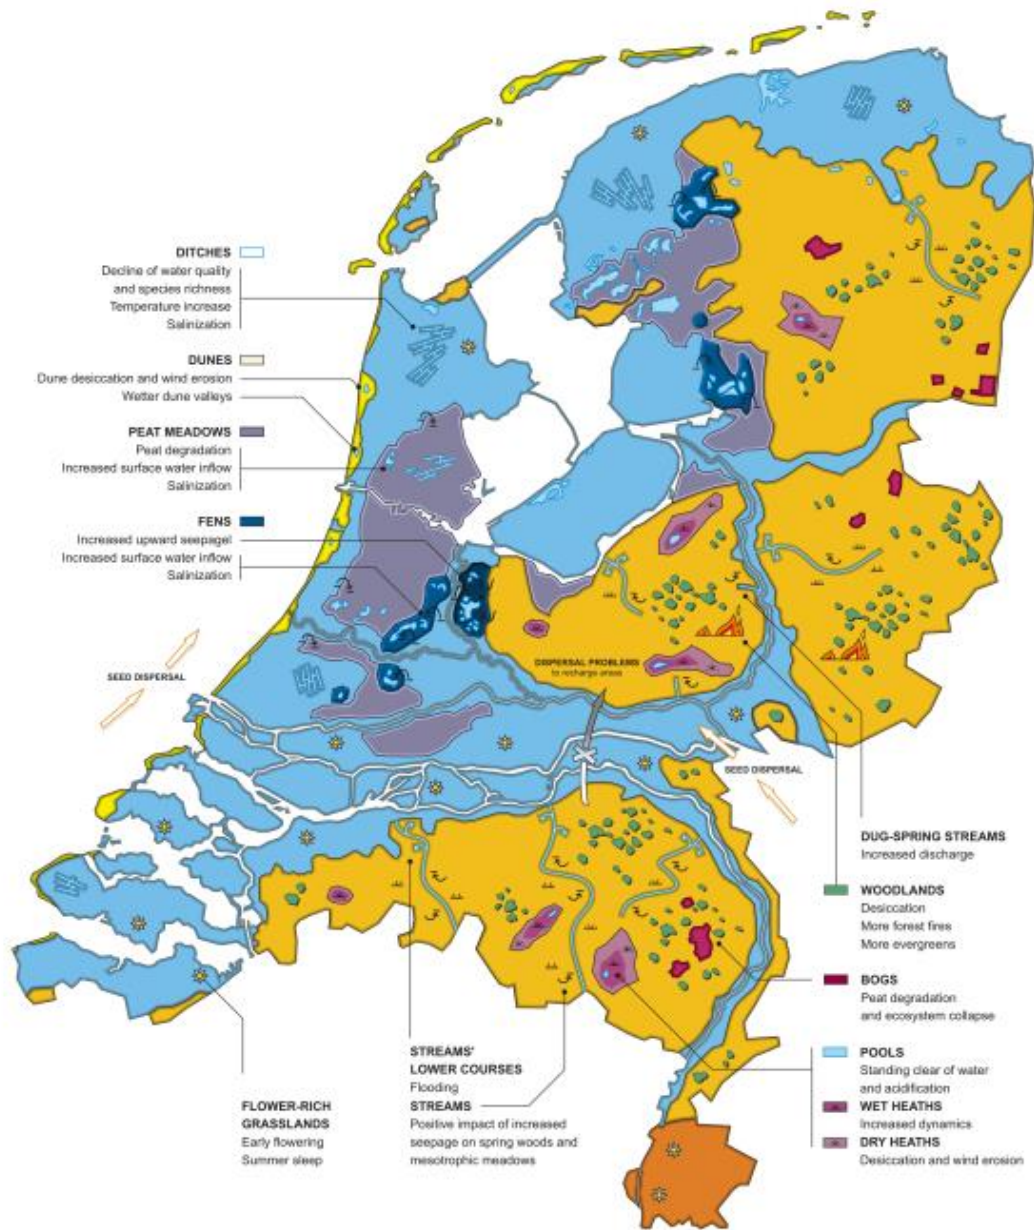 DITCHES
Decline of water quality
and species richness
Temperature increase
Salinization
DUNES
Dune desiccation and wind erosion
Wetter dune valleys
PEAT MEADOWS
Peat degradation
Increased surface water inflow
Salinization
FENS
Increased upward seepagel
Increased surface water inflow
Salinization
SEED DISPERSAL
DISPERSAL PROBLEMS
to recharge areas
SEED DISPERSAL
DUG-SPRING STREAMS
Increased discharge
WOODLANDS
Desiccation
More forest fires
More evergreens
BOGS
Peat degradation
and ecosystem collapse
POOLS
Standing clear of water
and acidification
WET HEATHS
Increased dynamics
DRY HEATHS
Desiccation and wind erosion
STREAMS'
LOWER COURSES
Flooding
STREAMS
Positive impact of increased
seepage on spring woods and
mesotrophic meadows
FLOWER-RICH
GRASSLANDS
Early flowering
Summer sleep